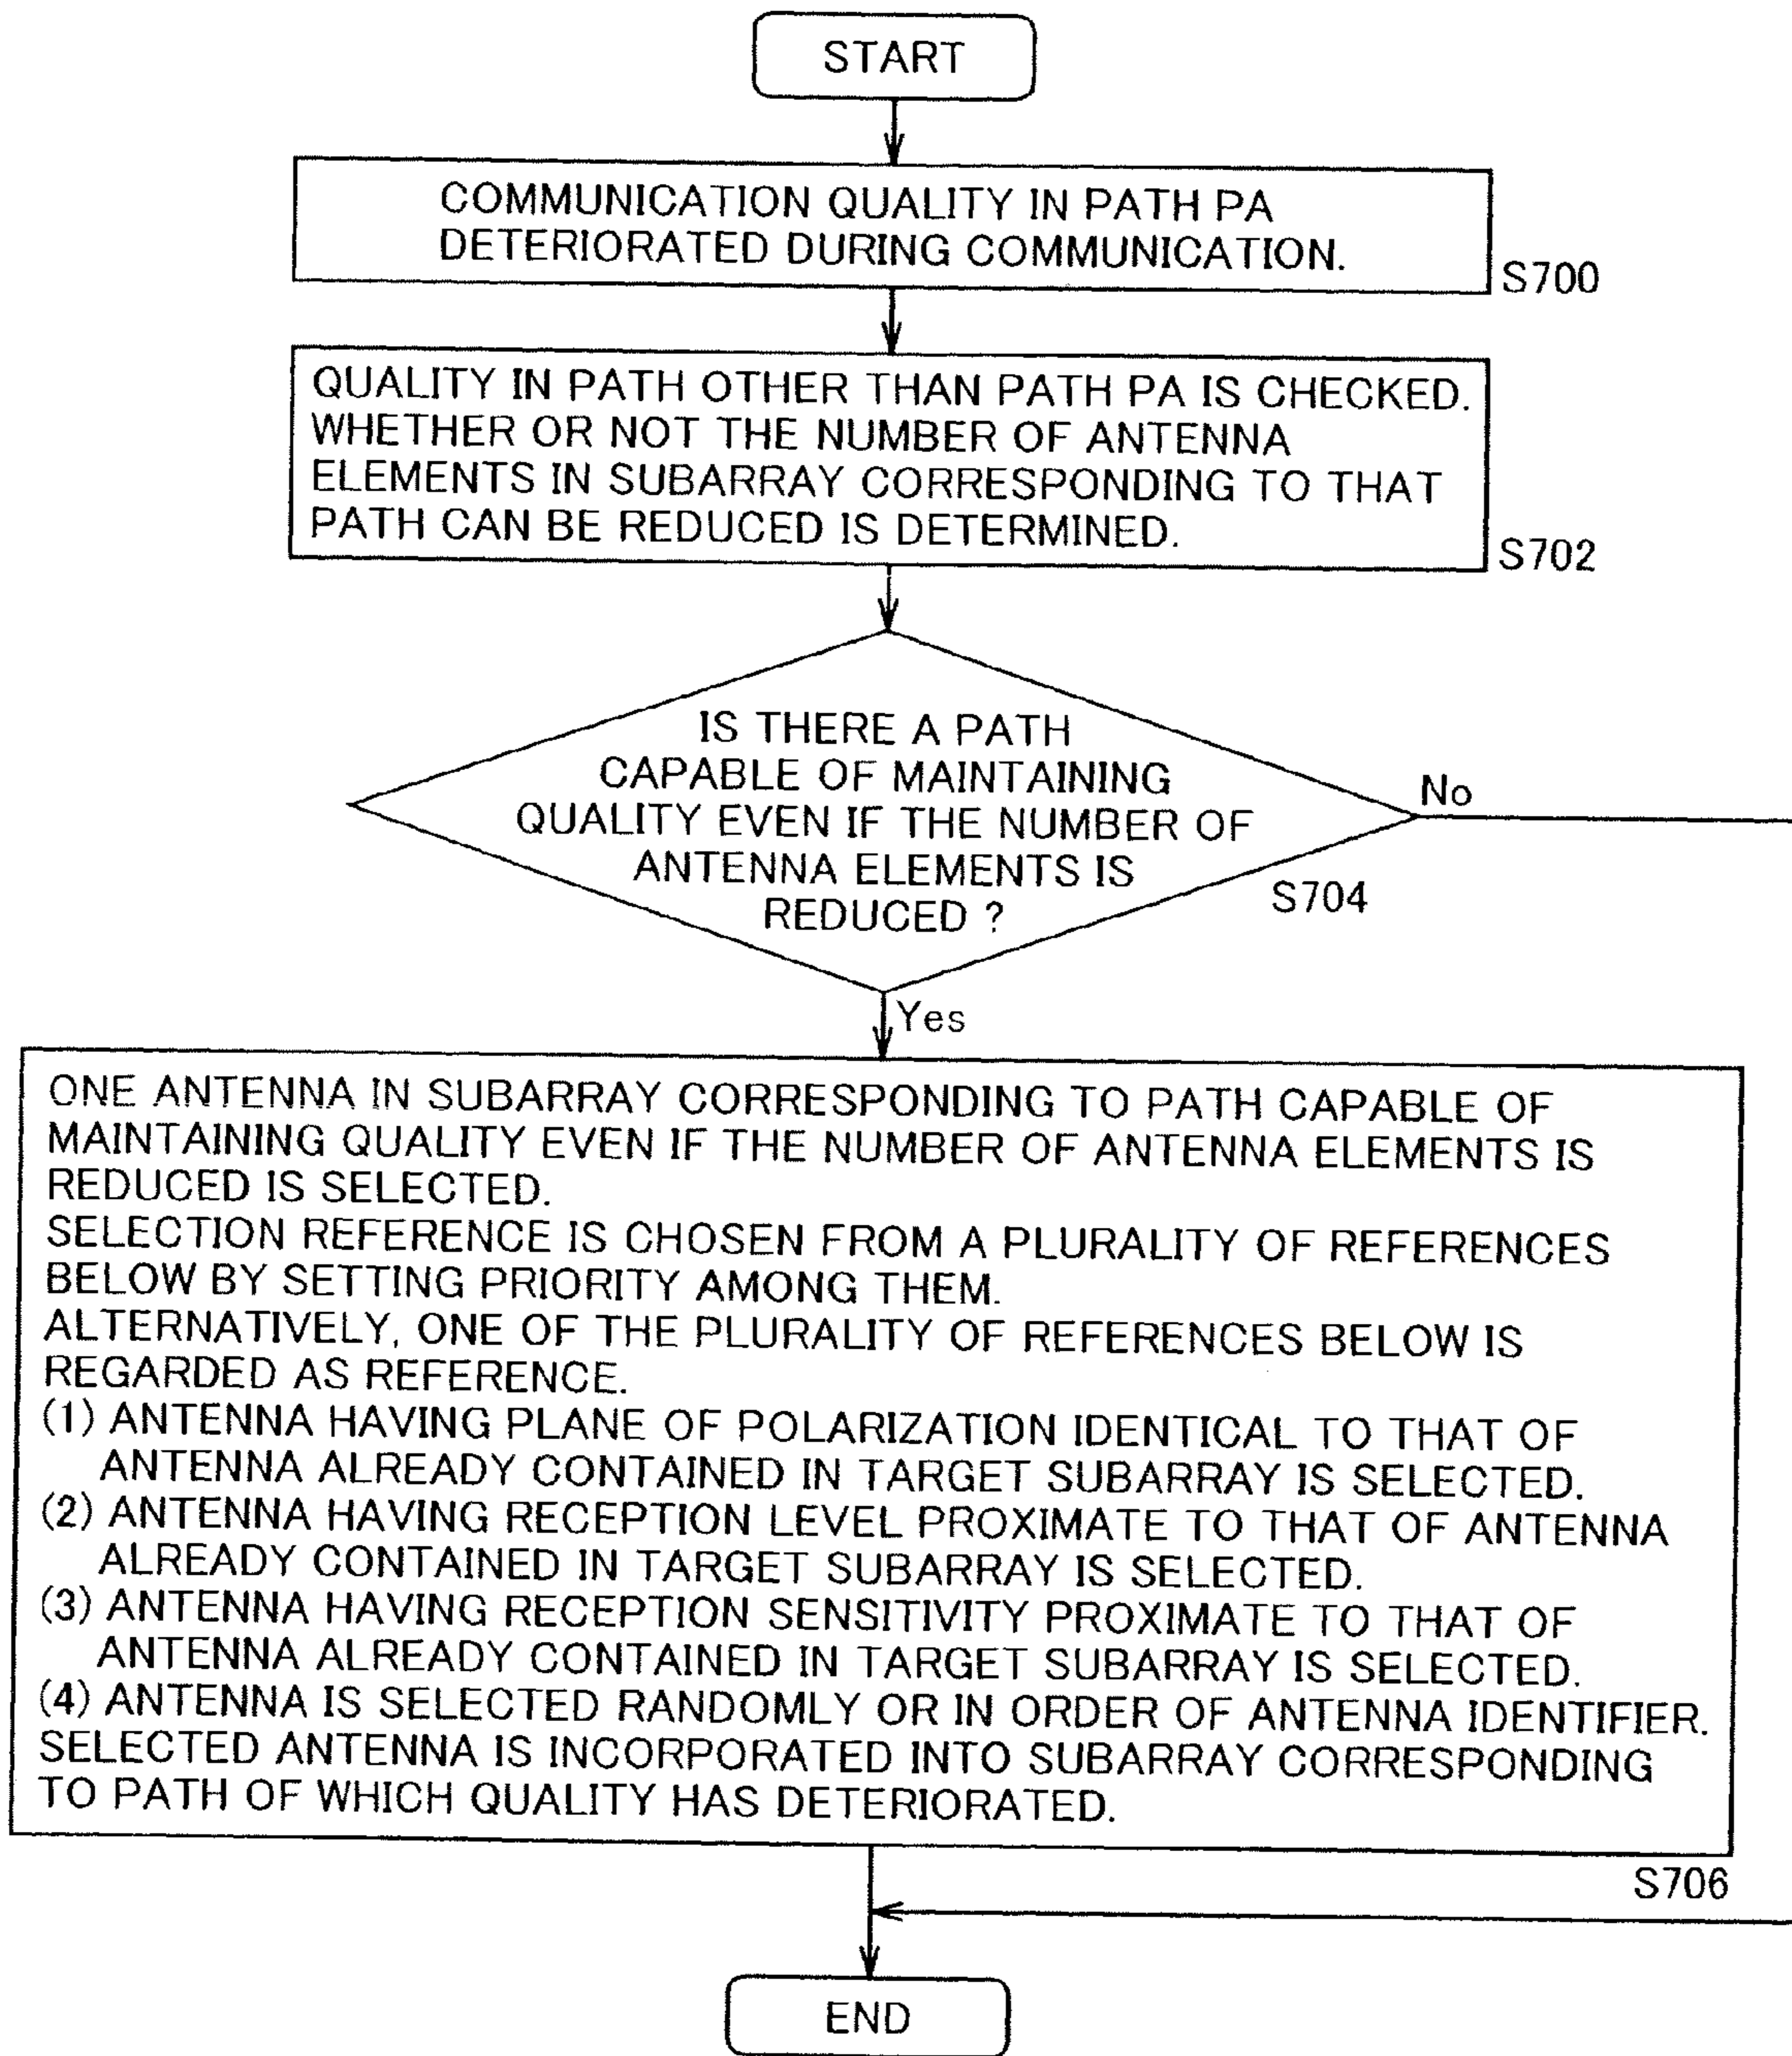 START
COMMUNICATION QUALITY IN PATH PA
DETERIORATED DURING COMMUNICATION.
S700
QUALITY IN PATH OTHER THAN PATH PA IS CHECKED.
WHETHER OR NOT THE NUMBER OF ANTENNA
ELEMENTS IN SUBARRAY CORRESPONDING TO THAT
PATH CAN BE REDUCED IS DETERMINED.
S702
IS THERE A PATH
CAPABLE OF MAINTAINING
QUALITY EVEN IF THE NUMBER OF
ANTENNA ELEMENTS IS
REDUCED ?
No
S704
Yes
ONE ANTENNA IN SUBARRAY CORRESPONDING TO PATH CAPABLE OF
MAINTAINING QUALITY EVEN IF THE NUMBER OF ANTENNA ELEMENTS IS
REDUCED IS SELECTED.
SELECTION REFERENCE IS CHOSEN FROM A PLURALITY OF REFERENCES
BELOW BY SETTING PRIORITY AMONG THEM.
ALTERNATIVELY, ONE OF THE PLURALITY OF REFERENCES BELOW IS
REGARDED AS REFERENCE.
(1) ANTENNA HAVING PLANE OF POLARIZATION IDENTICAL TO THAT OF
ANTENNA ALREADY CONTAINED IN TARGET SUBARRAY IS SELECTED.
(2) ANTENNA HAVING RECEPTION LEVEL PROXIMATE TO THAT OF ANTENNA
ALREADY CONTAINED IN TARGET SUBARRAY IS SELECTED.
(3) ANTENNA HAVING RECEPTION SENSITIVITY PROXIMATE TO THAT OF
ANTENNA ALREADY CONTAINED IN TARGET SUBARRAY IS SELECTED.
(4) ANTENNA IS SELECTED RANDOMLY OR IN ORDER OF ANTENNA IDENTIFIER.
SELECTED ANTENNA IS INCORPORATED INTO SUBARRAY CORRESPONDING
TO PATH OF WHICH QUALITY HAS DETERIORATED.
S706
END